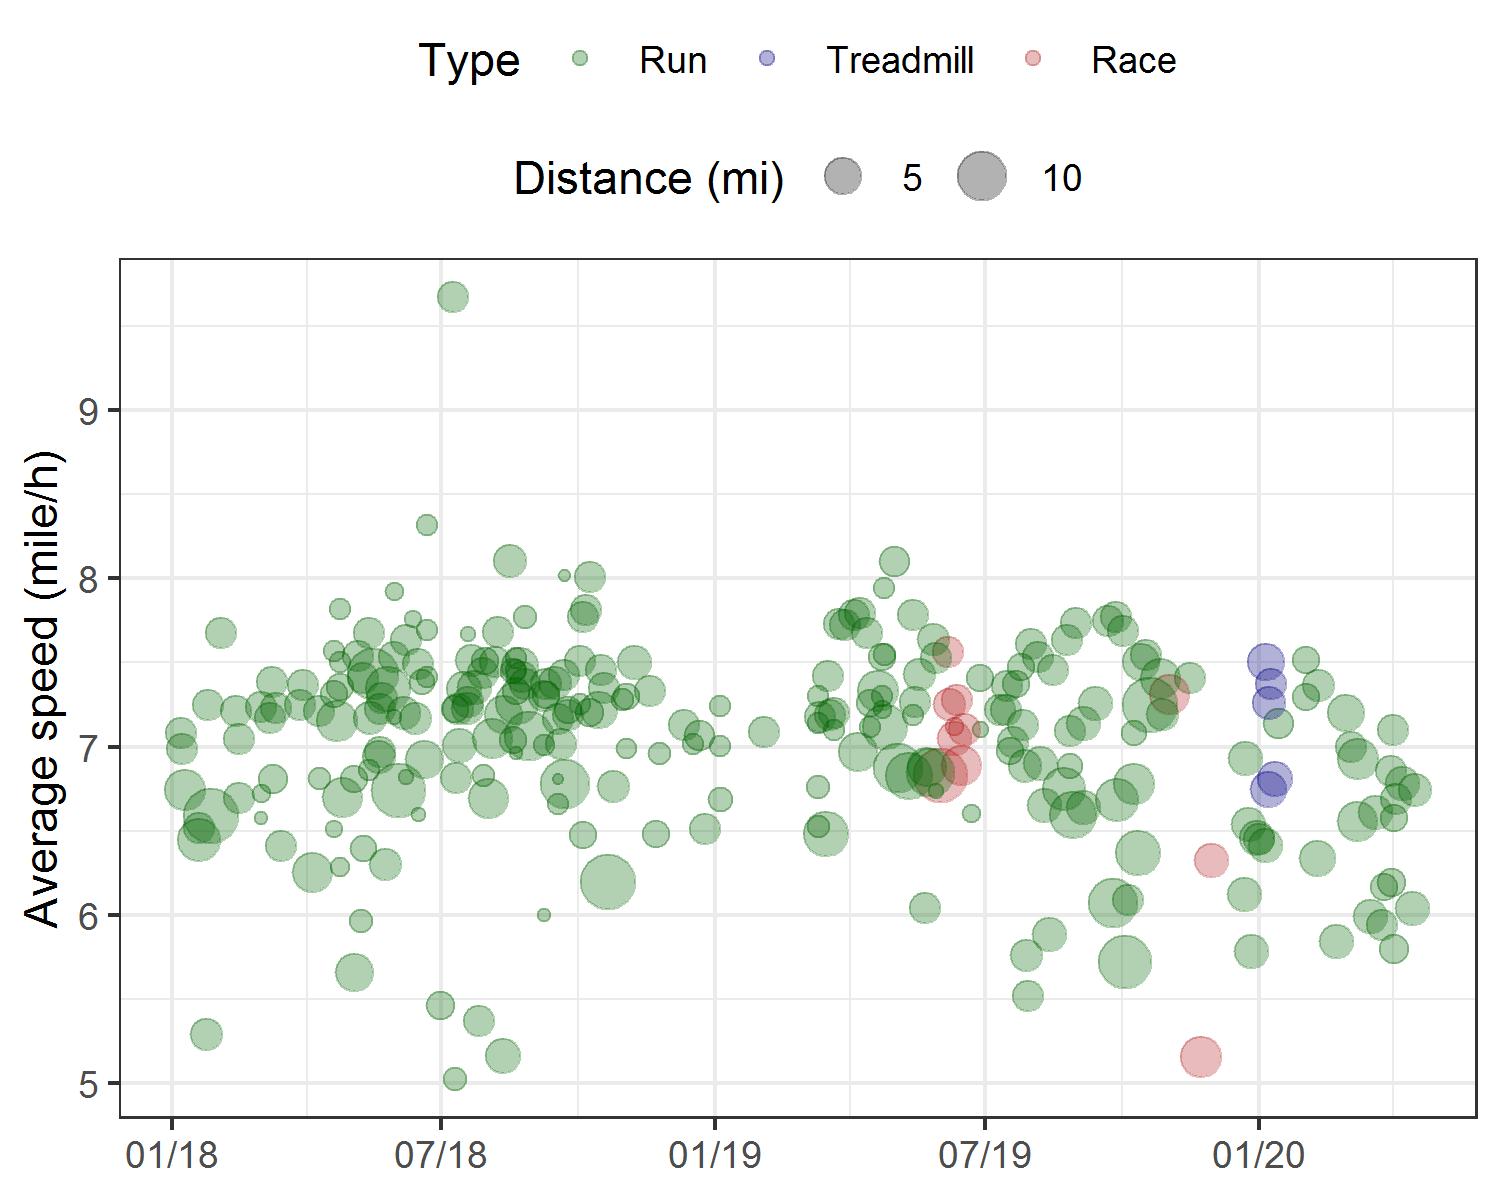 Type Run Treadmill Race
Distance (mi) 5 10
Average speed (mile/h)
9
8
7
6
5
01/18 07/18 01/19 07/19 01/20